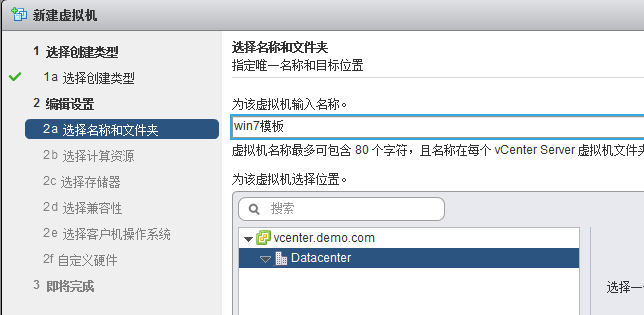 新建虚拟机
1 选择创建类型
1a 选择创建类型
2 编辑设置
2a 选择名称和文件夹
2b 选择计算资源
2c 选择存储器
2d 选择兼容性
2e 选择客户机操作系统
2f 自定义硬件
3 即将完成
选择名称和文件夹
指定唯一名称和目标位置
为该虚拟机输入名称。
win7模板
虚拟机名称最多可包含 80 个字符，且名称在每个 vCenter Server 虚拟机文件夹
为该虚拟机选择位置。
搜索
vcenter.demo.com
Datacenter
选择一